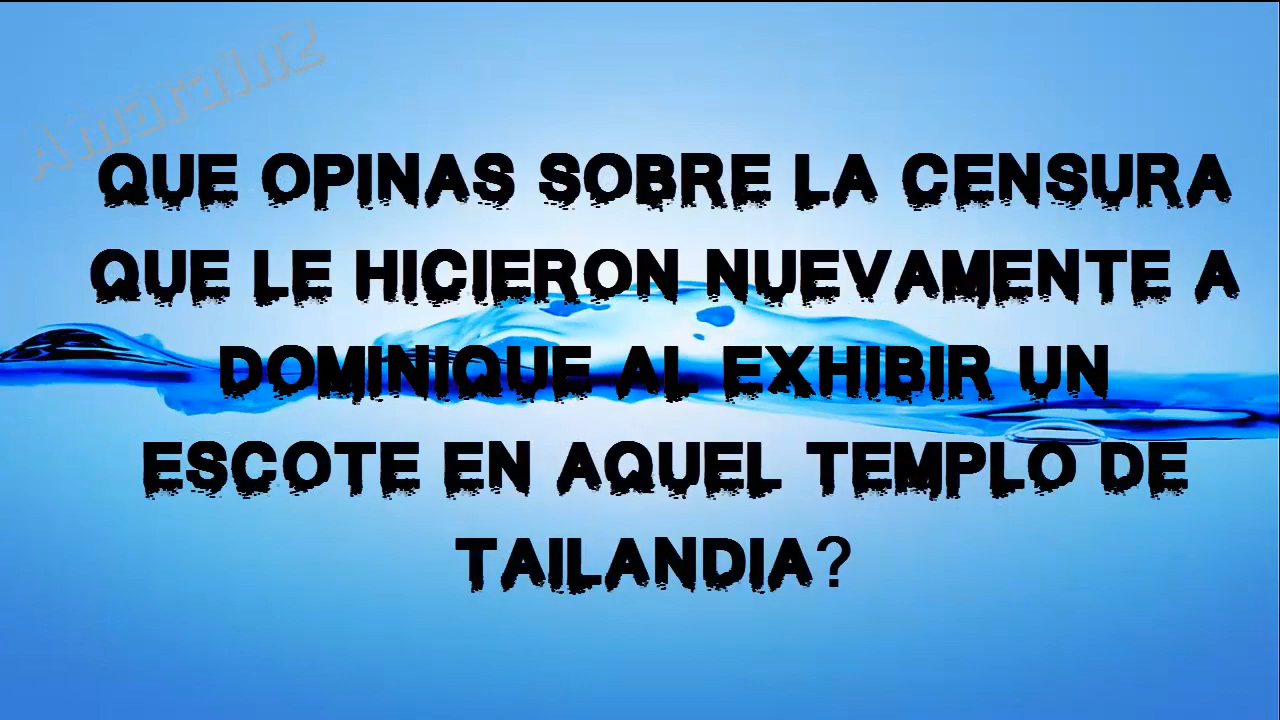 Amarain2
QUE OPINAS SOBRE LA CENSURA
QUE LE HICIERON NUEVAMENTE A
DOMINIQUE AL EXHIBIR UN
ESCOTE EN AQUEL TEMPLO DE
TAILANDIA?